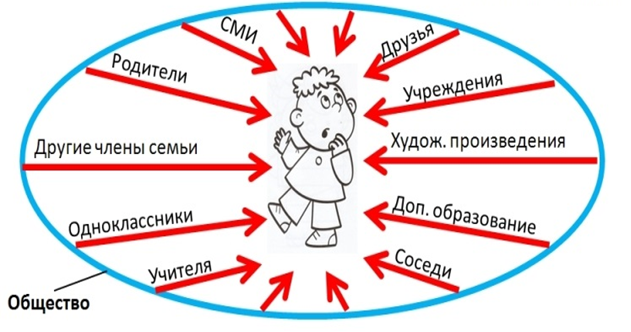 СМИ
Друзья
Родители
Учреждения
Другие члены семьи
Худож. произведения
Одноклассники
Доп. образование
Учителя
Соседи
Общество